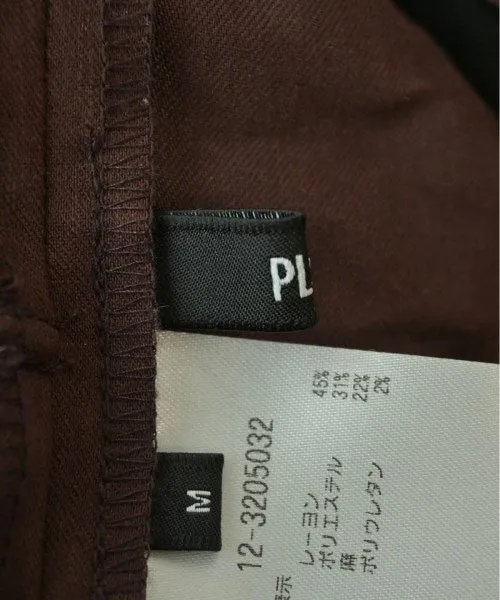 PL
M
12-3205032
表示
レーヨン 45%
ポリエステル 31%
麻 22%
ポリウレタン 2%